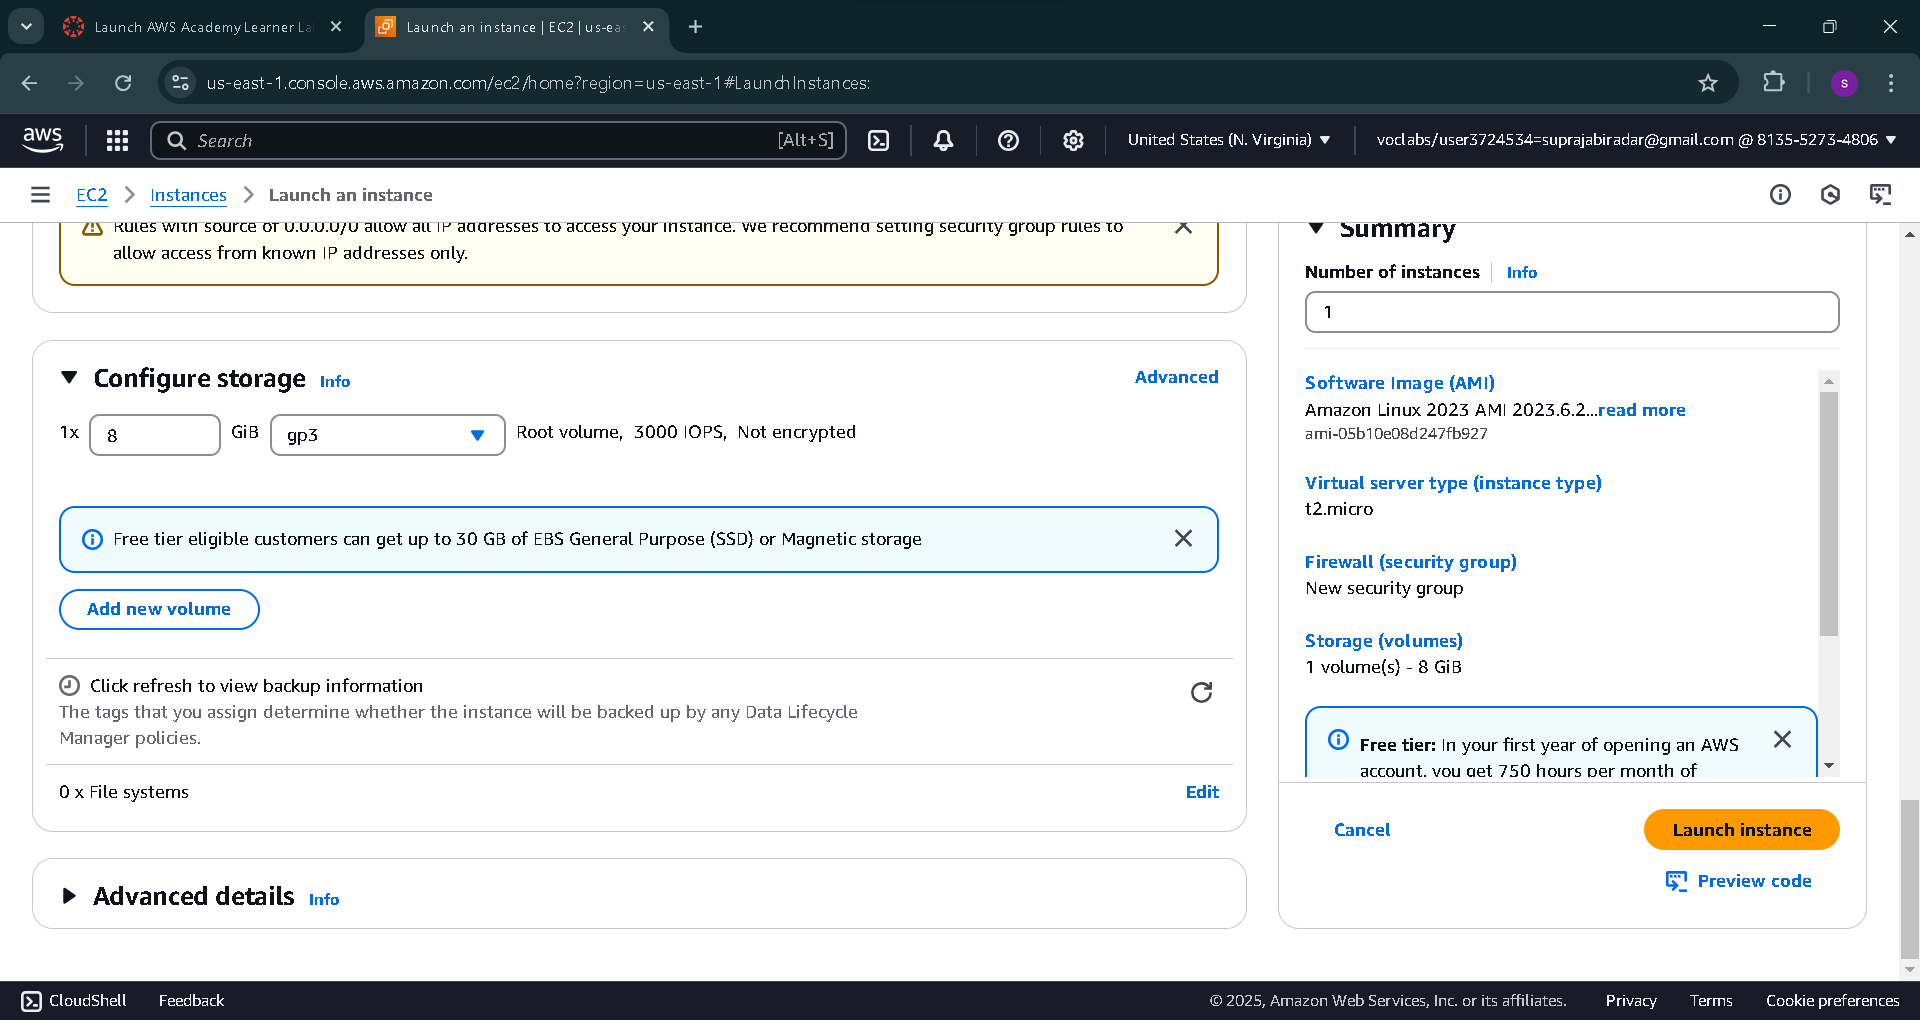 Launch AWS Academy Learner La
Launch an instance | EC2 | us-eas
us-east-1.console.aws.amazon.com/ec2/home?region=us-east-1#LaunchInstances:
S
aws
Search
[Alt+S]
United States (N. Virginia)
voclabs/user3724534=suprajabiradar@gmail.com @ 8135-5273-4806
EC2
Instances
Launch an instance
Rules with source of 0.0.0.0/0 allow all IP addresses to access your instance. We recommend setting security group rules to
allow access from known IP addresses only.
Configure storage
Info
Advanced
1x
8
GiB
gp3
Root volume, 3000 IOPS, Not encrypted
Free tier eligible customers can get up to 30 GB of EBS General Purpose (SSD) or Magnetic storage
Add new volume
Click refresh to view backup information
The tags that you assign determine whether the instance will be backed up by any Data Lifecycle
Manager policies.
0 x File systems
Edit
Advanced details
Info
Summary
Number of instances
Info
1
Software Image (AMI)
Amazon Linux 2023 AMI 2023.6.2...read more
ami-05b10e08d247fb927
Virtual server type (instance type)
t2.micro
Firewall (security group)
New security group
Storage (volumes)
1 volume(s) - 8 GiB
Free tier: In your first year of opening an AWS
account, you get 750 hours per month of
Cancel
Launch instance
Preview code
CloudShell
Feedback
© 2025, Amazon Web Services, Inc. or its affiliates.
Privacy
Terms
Cookie preferences